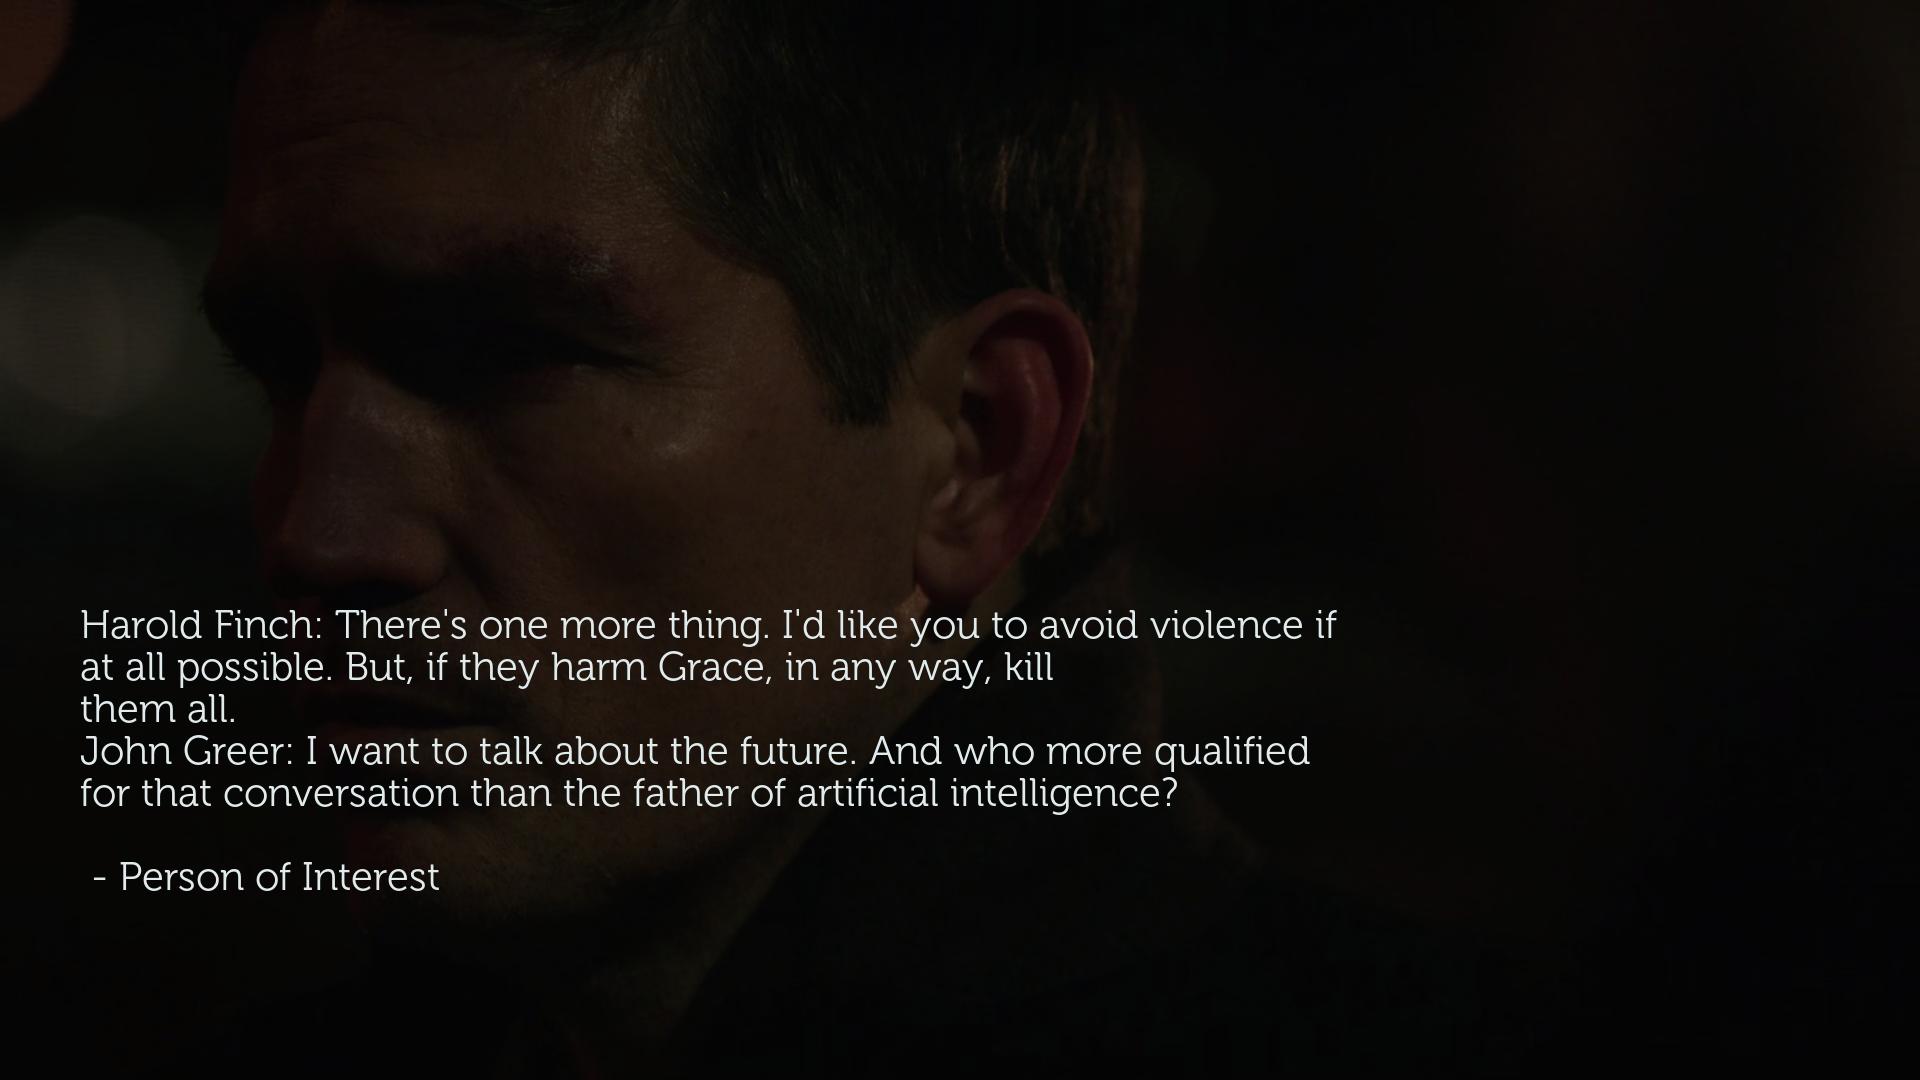 Harold Finch: There's one more thing. I'd like you to avoid violence if
at all possible. But, if they harm Grace, in any way, kill
them all.
John Greer: I want to talk about the future. And who more qualified
for that conversation than the father of artificial intelligence?
- Person of Interest